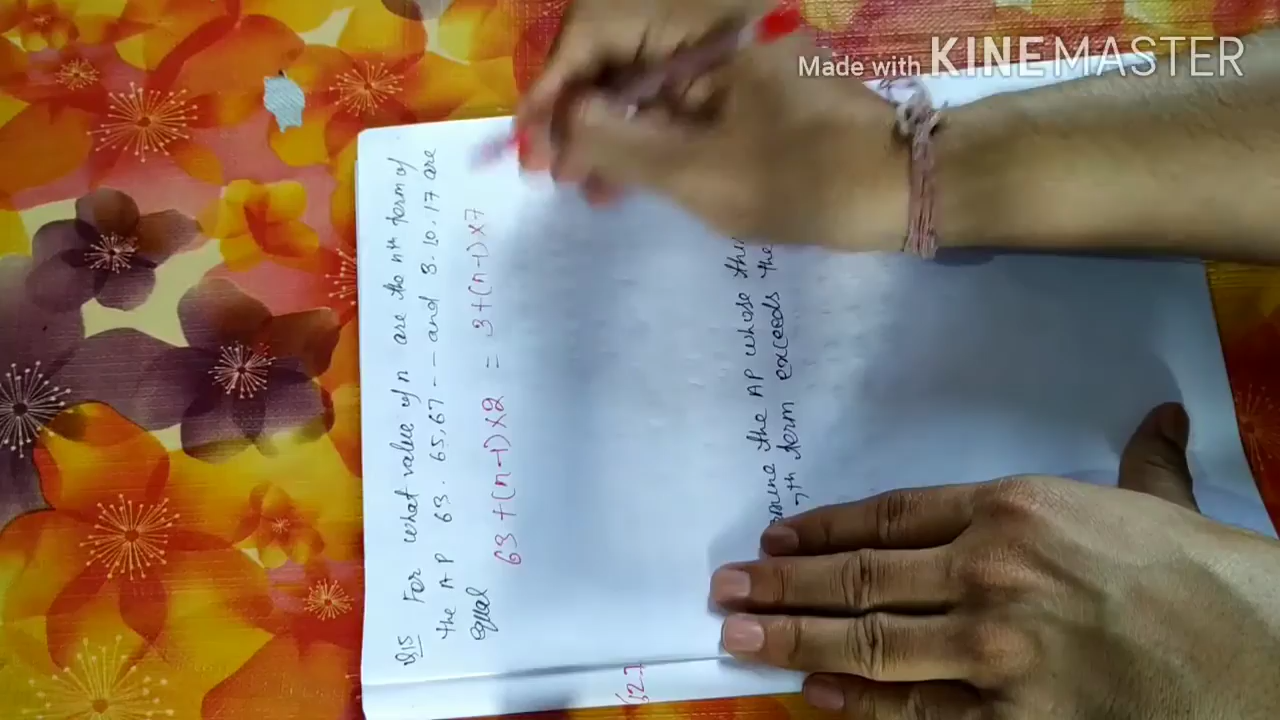 Made with KINEMASTER
Q15 For what value of n are the nth term of
the AP 63. 65,67 --- and 3.10.17 are
equal
63+(n-1)×2 = 3+(n-1)×7
the AP whose
7th term exceeds the